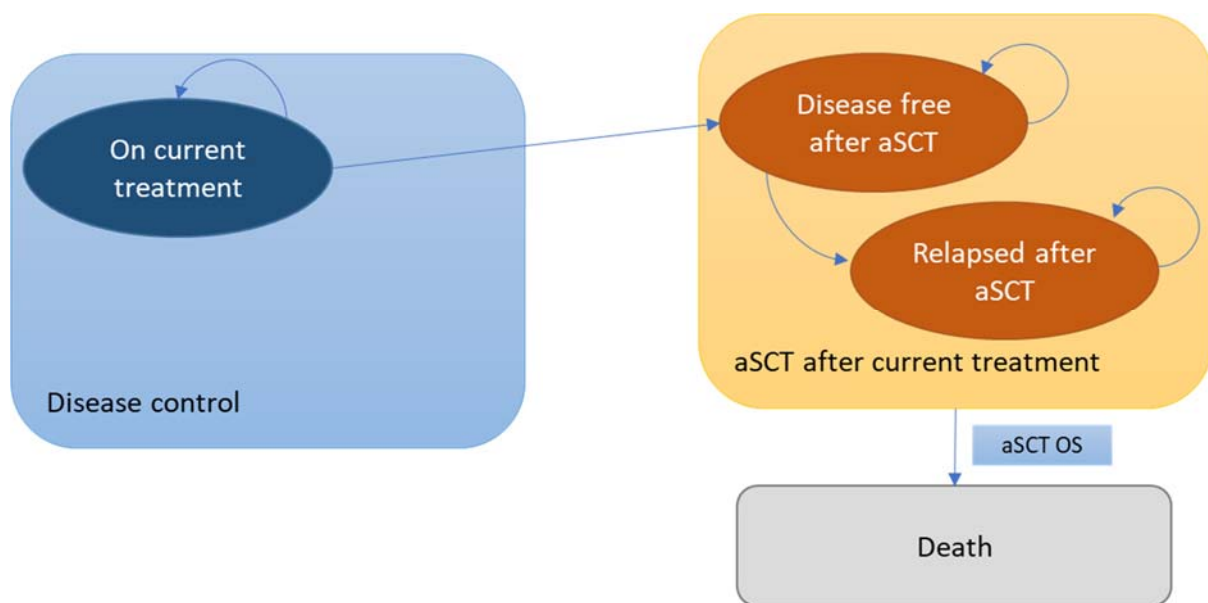 On current
treatment
Disease control
Disease free
after aSCT
Relapsed after
aSCT
aSCT after current treatment
aSCT OS
Death